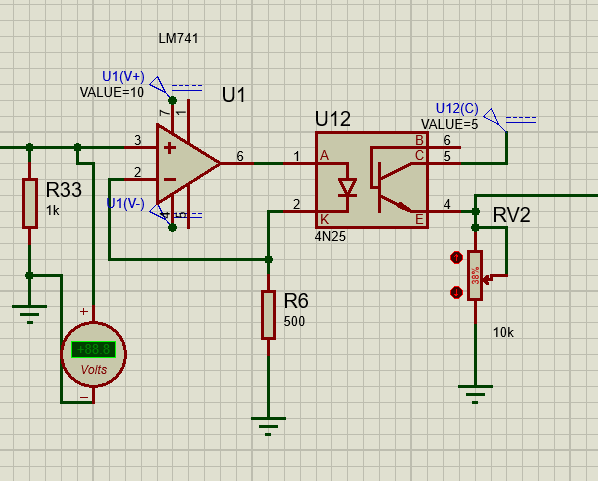 LM741
U1(V+)
VALUE=10
U1
U12(C)
VALUE=5
U12
7
1
3
6
2
U1(V-)
4
5
1
A
B
6
C
5
2
K
E
4
4N25
R33
1k
RV2
38%
10k
R6
500
+88.8
Volts